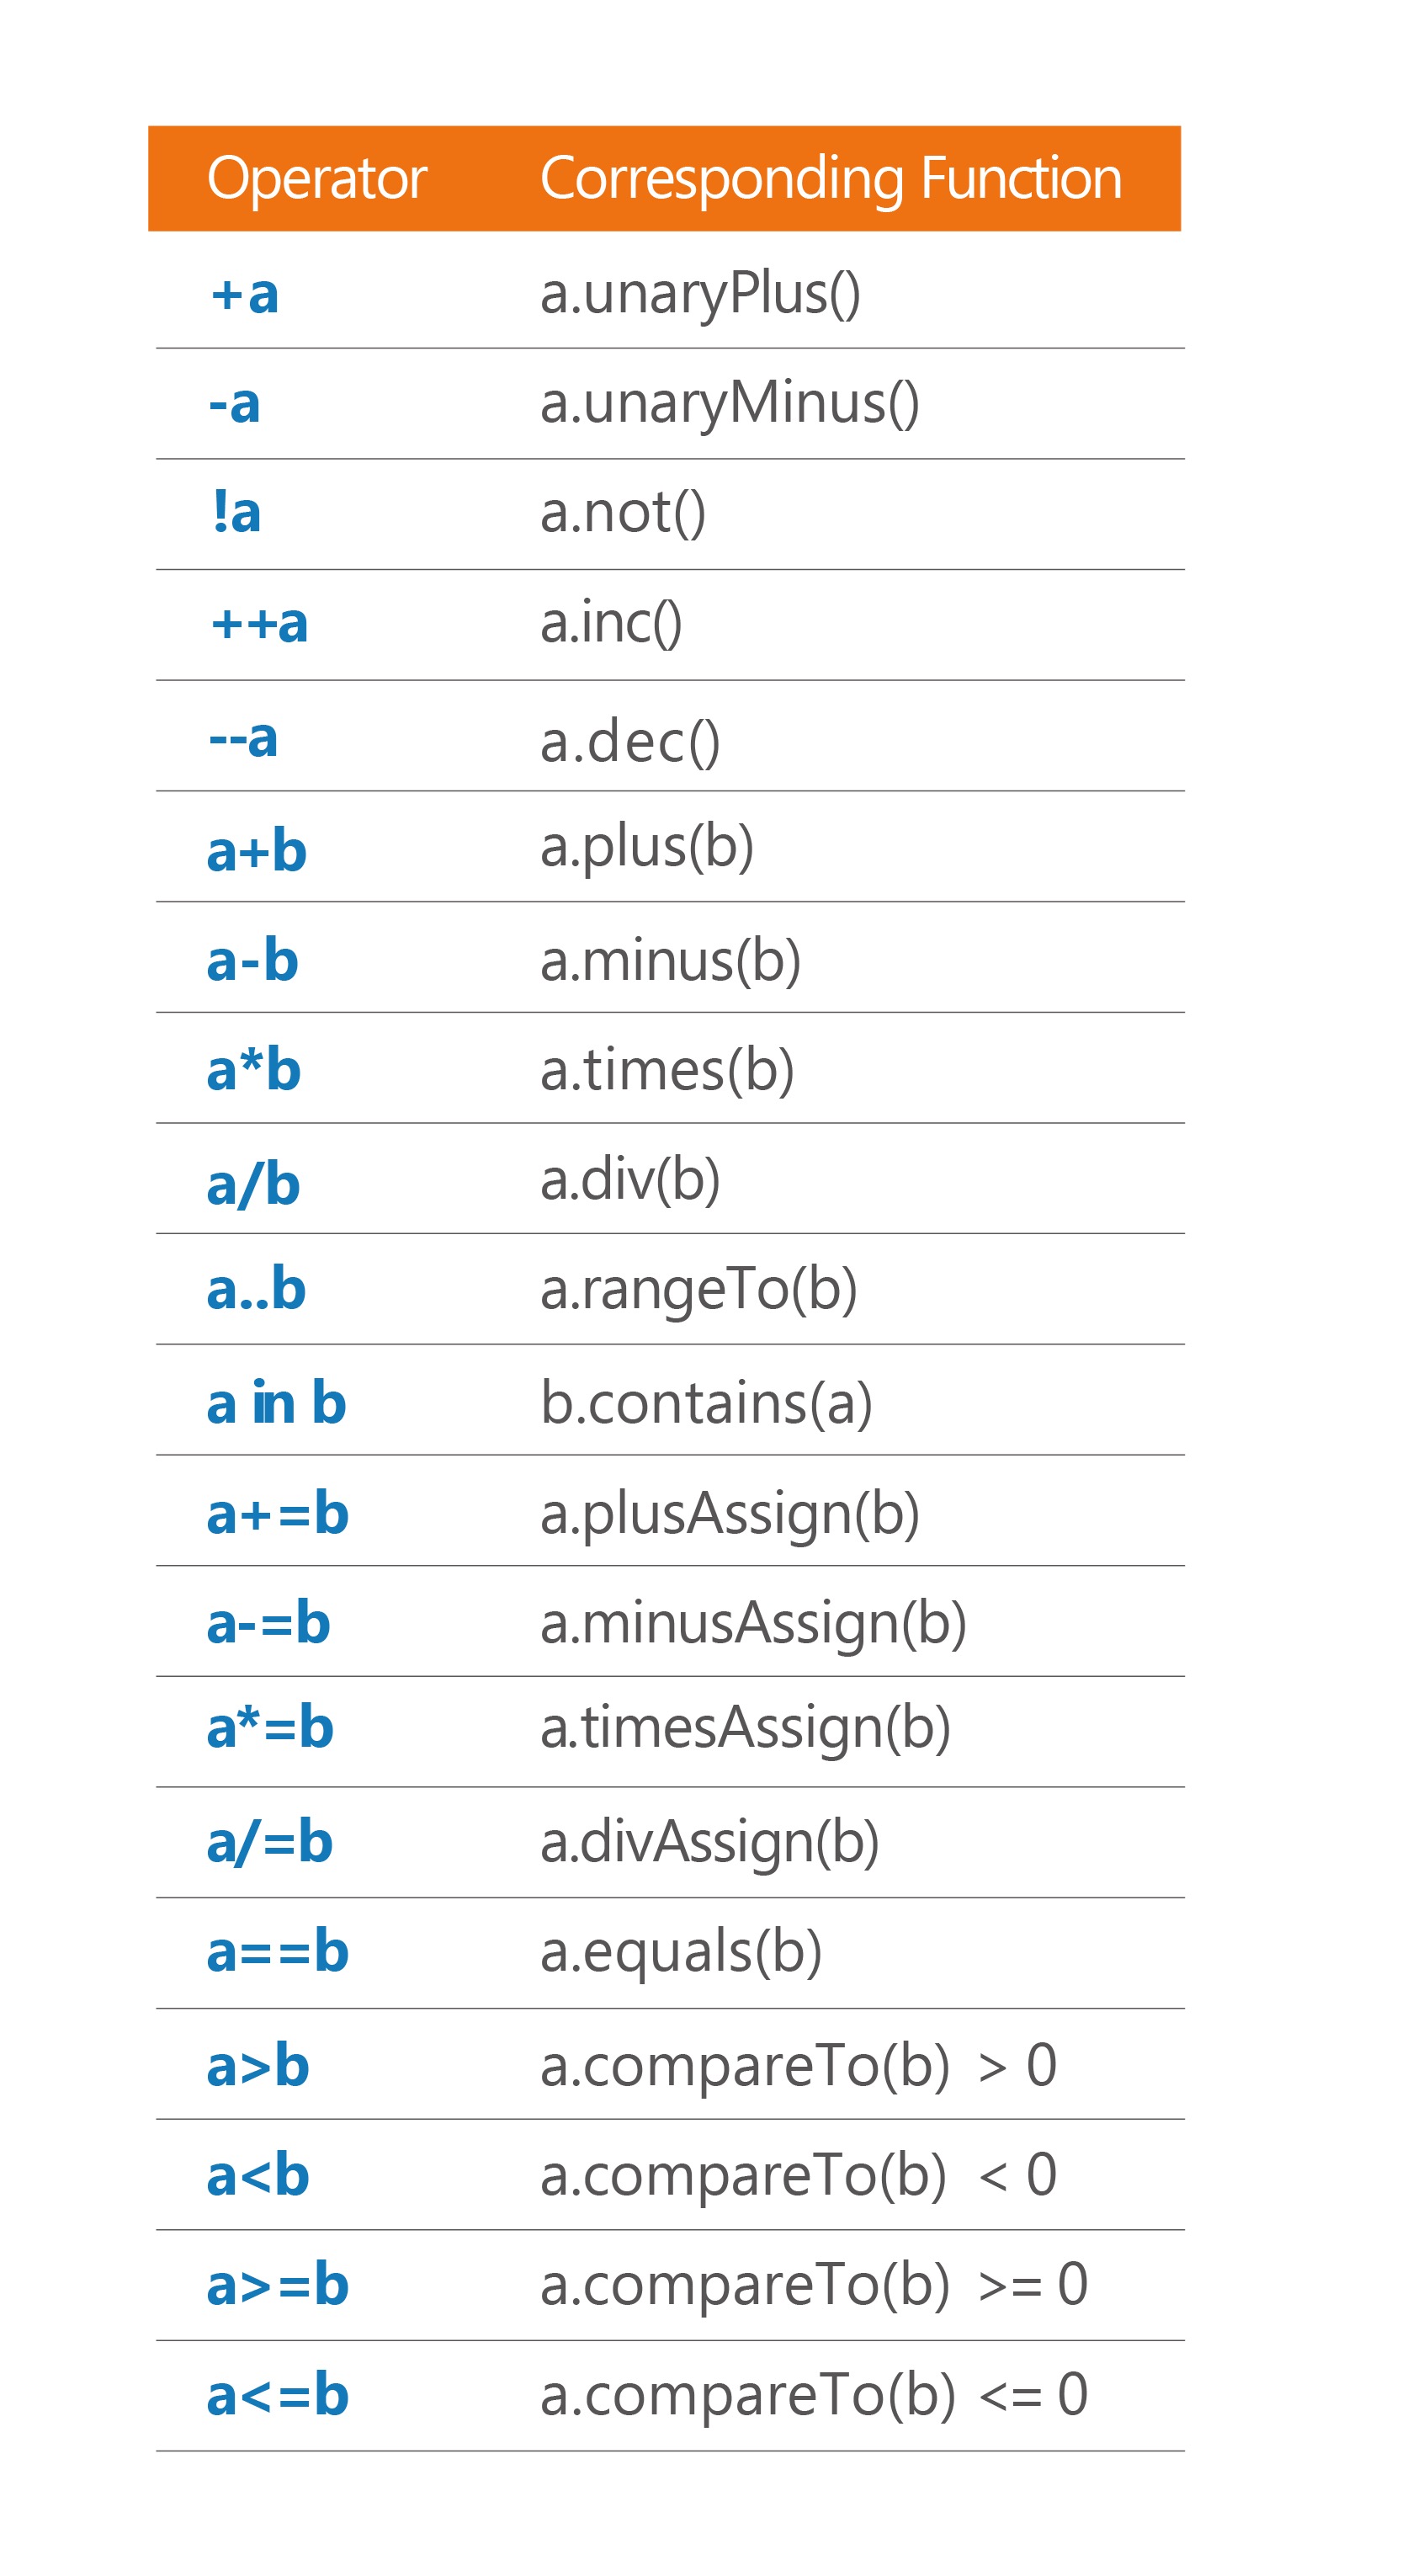 Operator Corresponding Function
+a a.unaryPlus()
-a a.unaryMinus()
!a a.not()
++a a.inc()
--a a.dec()
a+b a.plus(b)
a-b a.minus(b)
a*b a.times(b)
a/b a.div(b)
a..b a.rangeTo(b)
a in b b.contains(a)
a+=b a.plusAssign(b)
a-=b a.minusAssign(b)
a*=b a.timesAssign(b)
a/=b a.divAssign(b)
a==b a.equals(b)
a>b a.compareTo(b) > 0
a<b a.compareTo(b) < 0
a>=b a.compareTo(b) >= 0
a<=b a.compareTo(b) <= 0